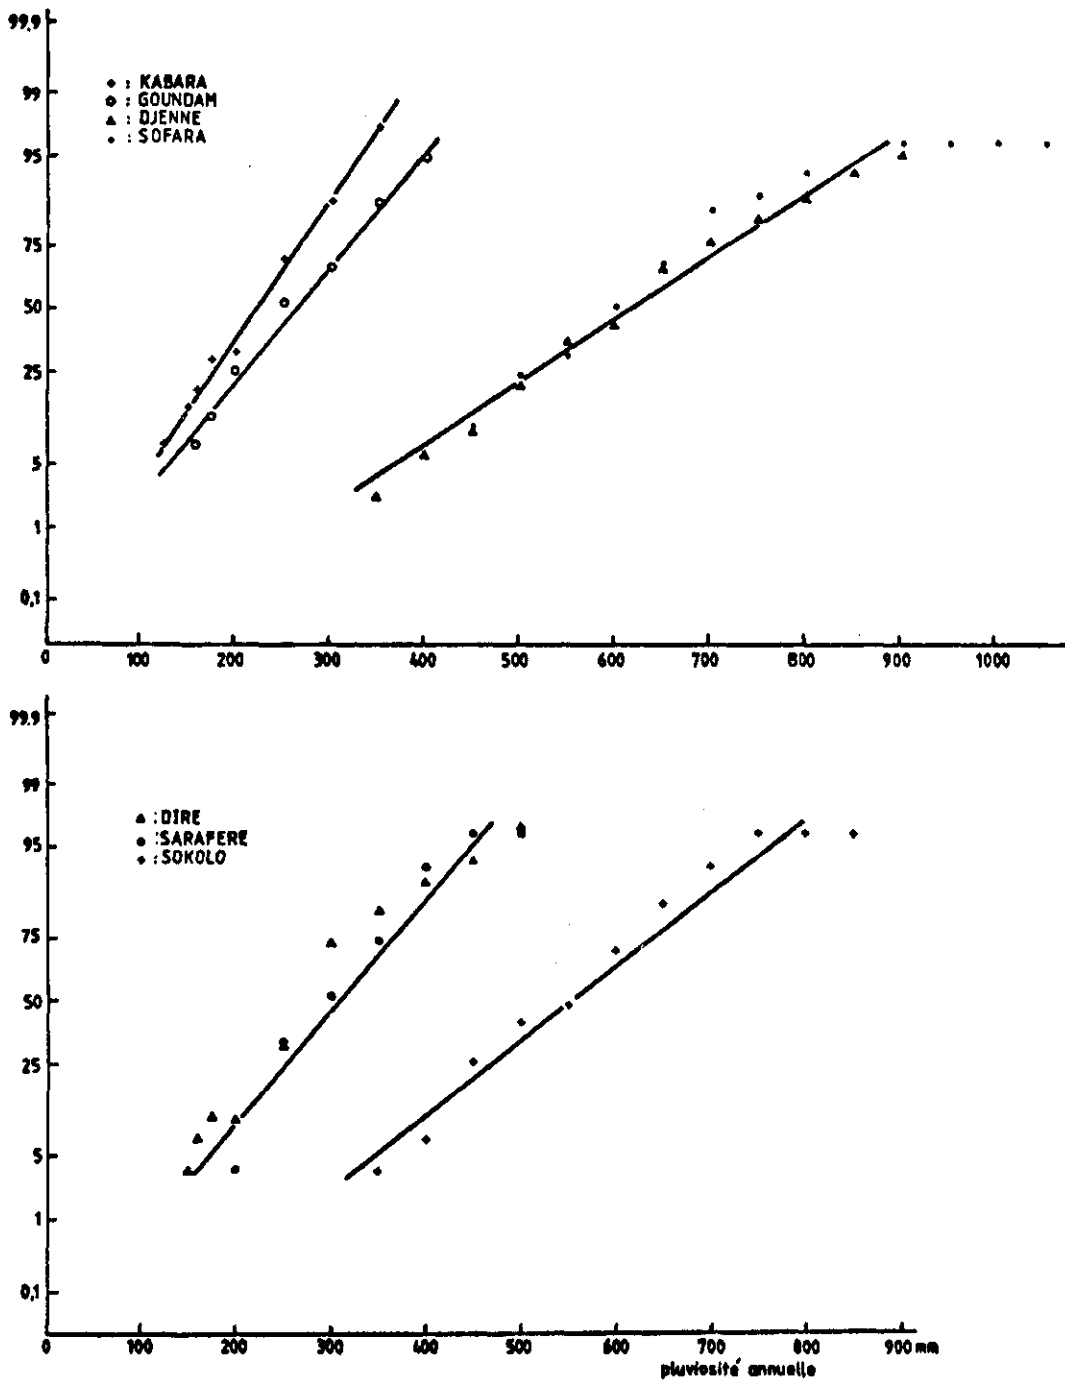 99,9
99
95
75
50
25
5
1
0,1
♦ : KABARA
o : GOUNDAM
▲ : DJENNE
• : SOFARA
0 100 200 300 400 500 600 700 800 900 1000
99,9
99
95
75
50
25
5
1
0,1
▲ : DIRE
● : SARAFERE
♦ : SOKOLO
0 100 200 300 400 500 600 700 800 900 mm
pluviosité annuelle